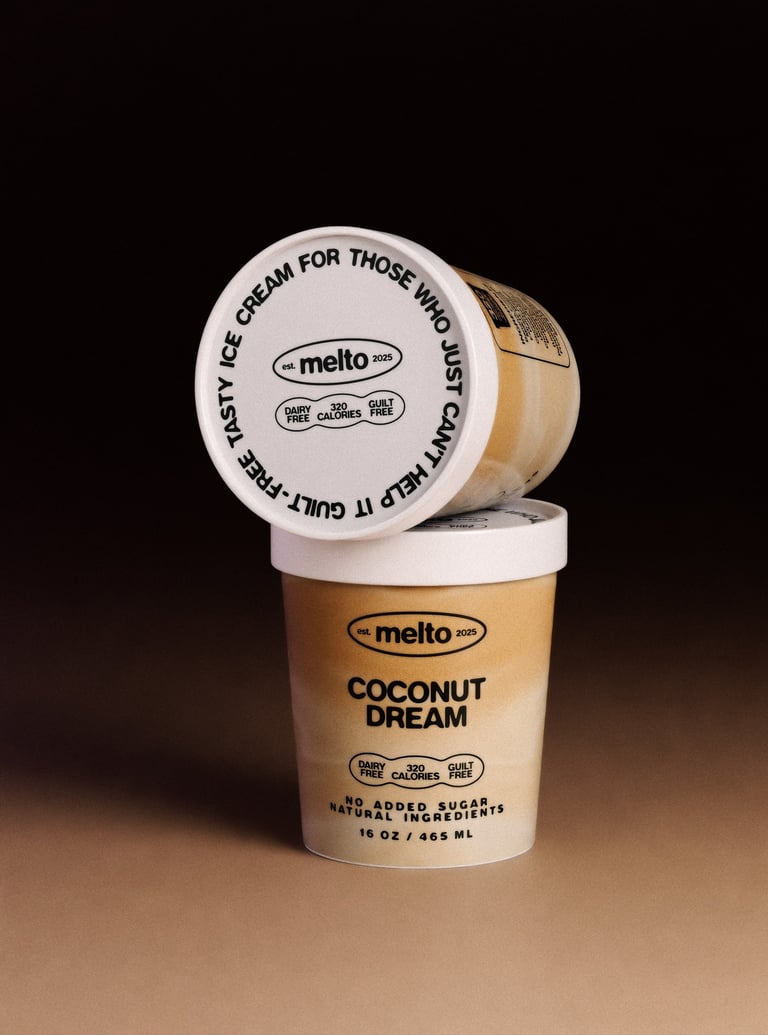 GUILT-FREE TASTY ICE CREAM FOR THOSE WHO JUST CAN'T HELP IT
est. melto 2025
DAIRY FREE 320 CALORIES GUILT FREE
est. melto 2025
COCONUT
DREAM
DAIRY FREE 320 CALORIES GUILT FREE
NO ADDED SUGAR
NATURAL INGREDIENTS
16 OZ / 465 ML